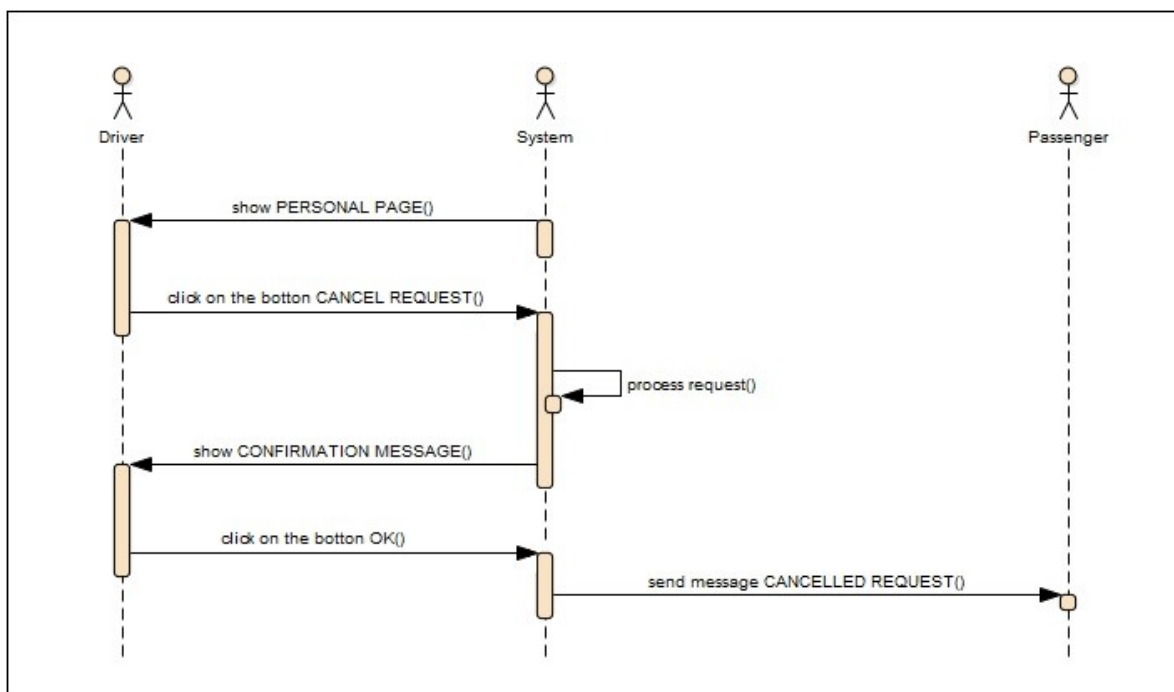 Driver
System
Passenger
show PERSONAL PAGE()
click on the botton CANCEL REQUEST()
process request()
show CONFIRMATION MESSAGE()
click on the botton OK()
send message CANCELLED REQUEST()